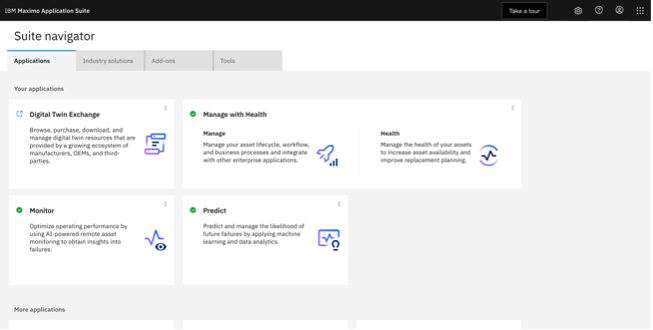 IBM Maximo Application Suite
Take a tour
Suite navigator
Applications
Industry solutions
Add-ons
Tools
Your applications
Digital Twin Exchange
Browse, purchase, download, and
manage digital twin resources that are
provided by a growing ecosystem of
manufacturers, OEMs, and third-
parties.
Manage with Health
Manage
Manage your asset lifecycle, workflow,
and business processes and integrate
with other enterprise applications.
Health
Manage the health of your assets
to increase asset availability and
improve replacement planning.
Monitor
Optimize operating performance by
using AI-powered remote asset
monitoring to obtain insights into
failures.
Predict
Predict and manage the likelihood of
future failures by applying machine
learning and data analytics.
More applications